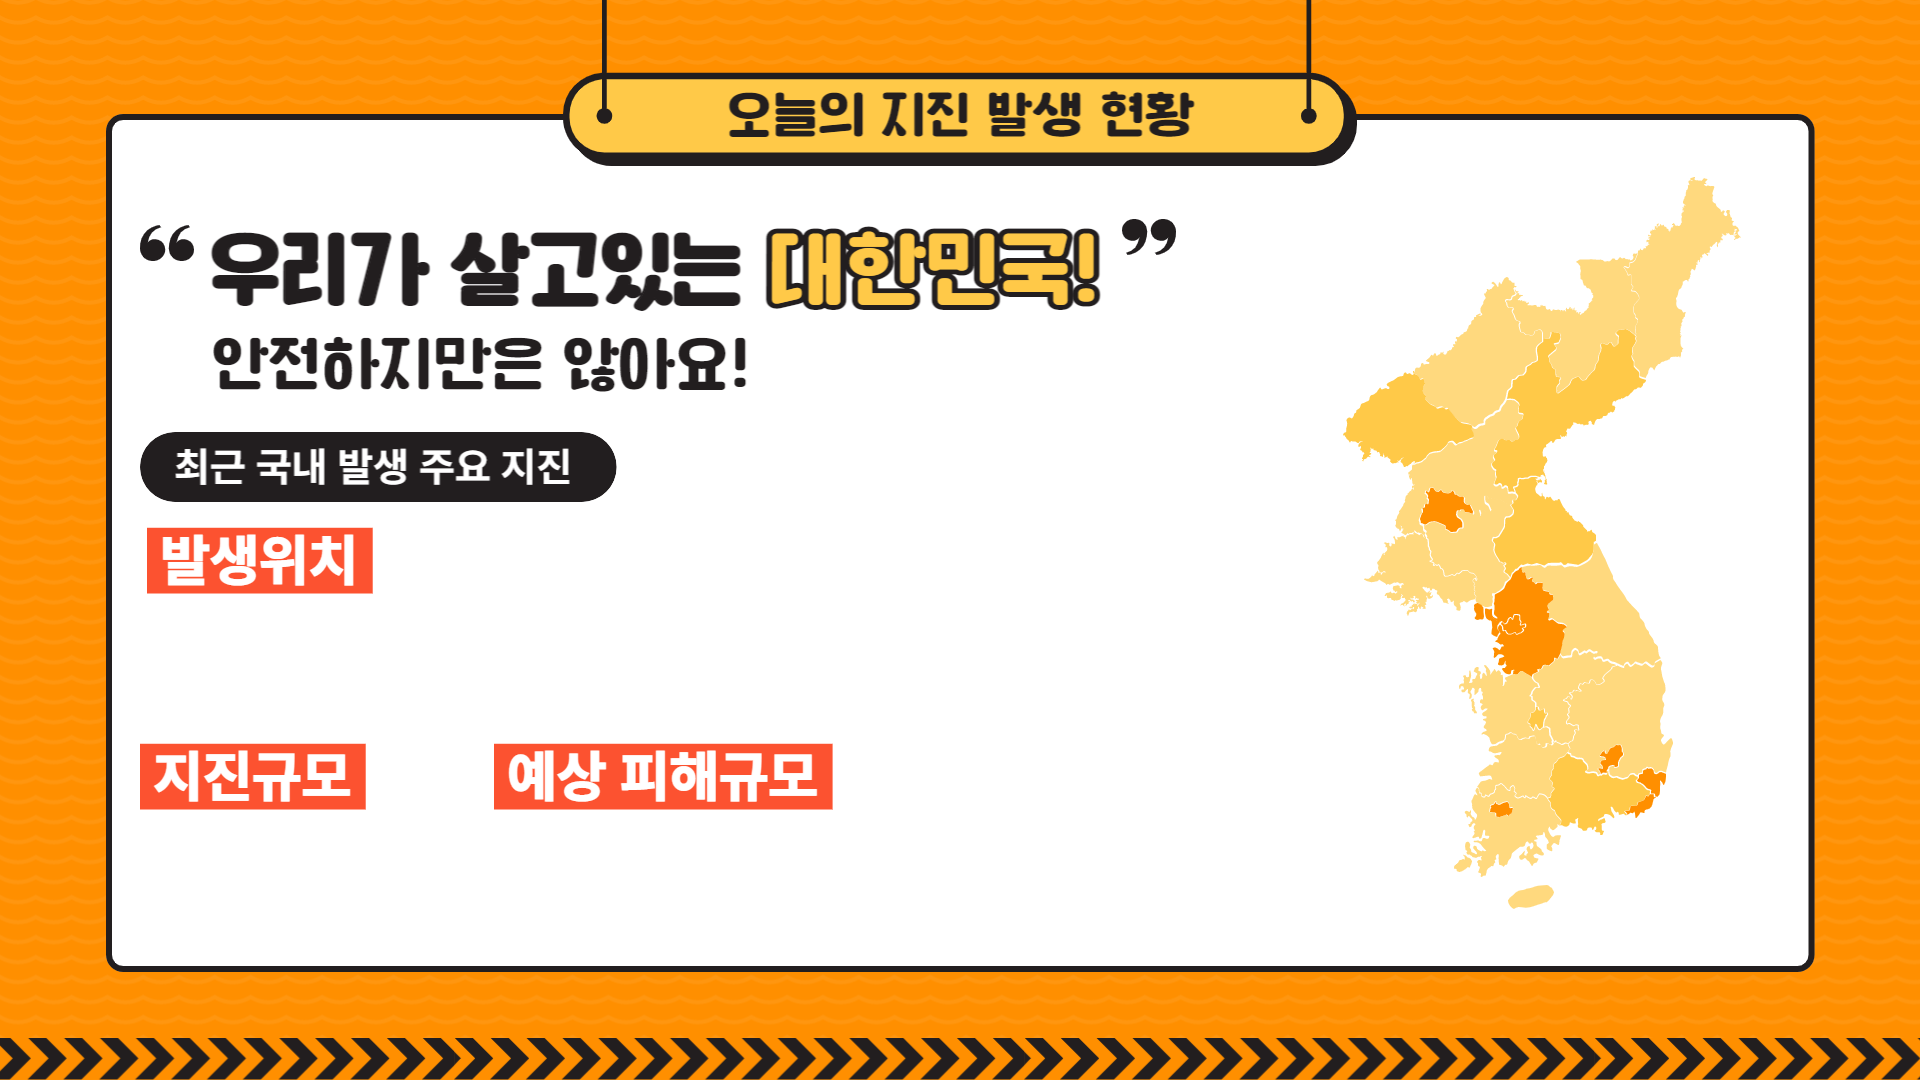 오늘의 지진 발생 현황
“우리가 살고있는 대한민국!”
안전하지만은 않아요!
최근 국내 발생 주요 지진
발생위치
지진규모 예상 피해규모